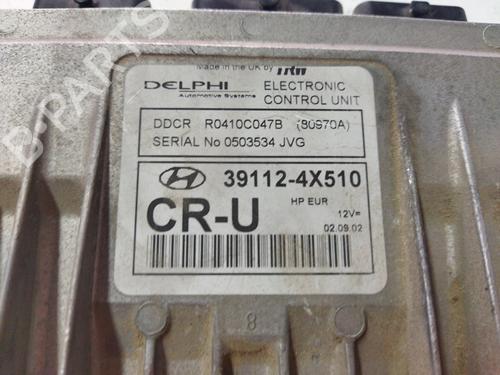 Made in the UK by TRW
DELPHI
Automotive Systems
ELECTRONIC
CONTROL UNIT
DDCR R0410C047B (80970A)
SERIAL No 0503534 JVG
39112-4X510
CR-U
HP EUR
12V=
02.09.02
8
B-PARTS